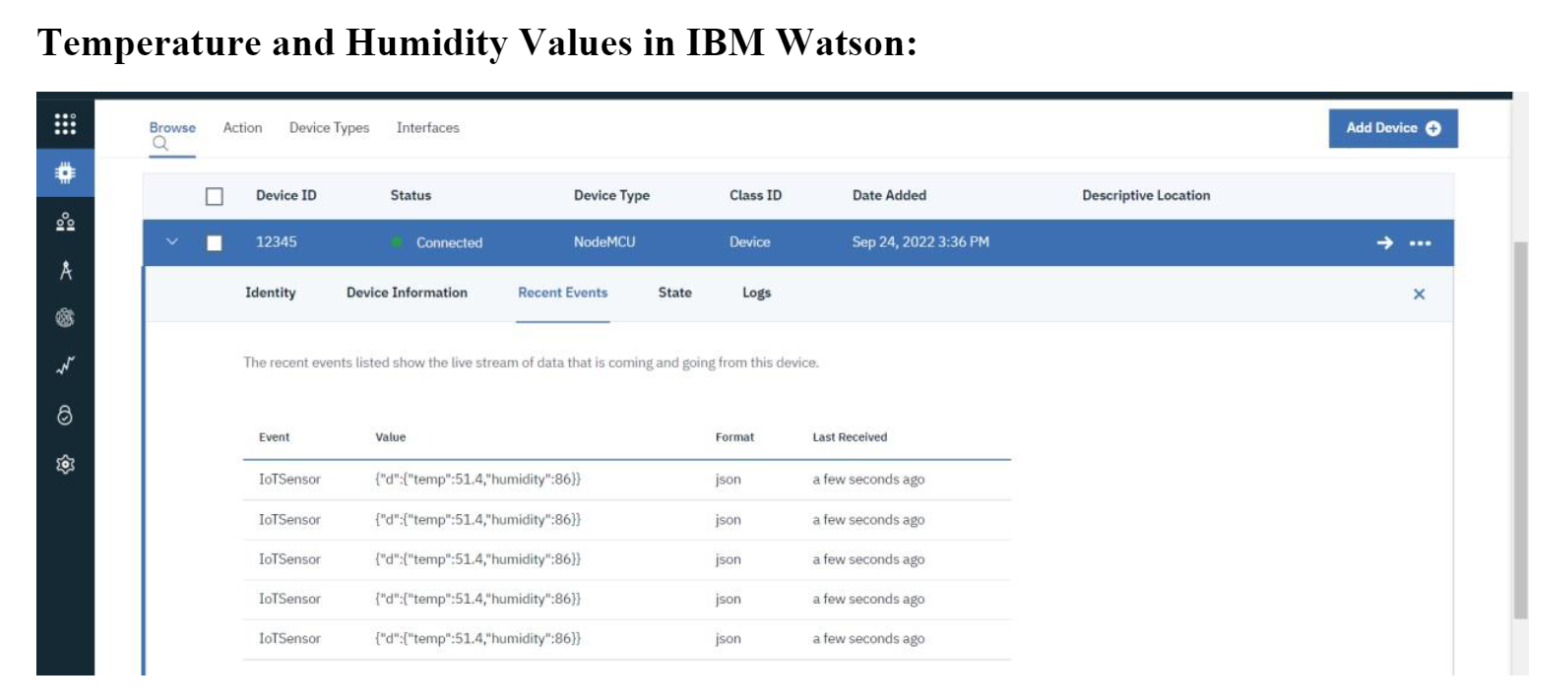 Temperature and Humidity Values in IBM Watson:
Browse Action Device Types Interfaces Add Device
Device ID Status Device Type Class ID Date Added Descriptive Location
12345 Connected NodeMCU Device Sep 24, 2022 3:36 PM
Identity Device Information Recent Events State Logs
The recent events listed show the live stream of data that is coming and going from this device.
Event Value Format Last Received
IoTSensor {"d":{"temp":51.4,"humidity":86}} json a few seconds ago
IoTSensor {"d":{"temp":51.4,"humidity":86}} json a few seconds ago
IoTSensor {"d":{"temp":51.4,"humidity":86}} json a few seconds ago
IoTSensor {"d":{"temp":51.4,"humidity":86}} json a few seconds ago
IoTSensor {"d":{"temp":51.4,"humidity":86}} json a few seconds ago